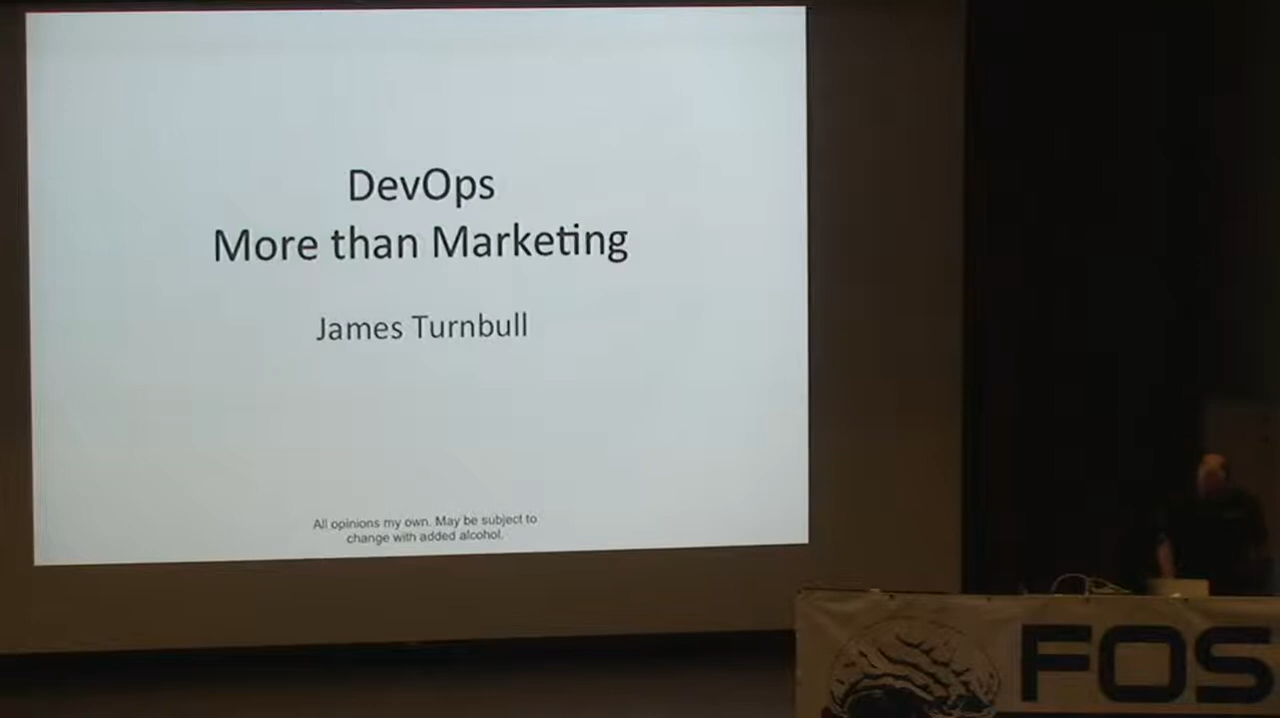 DevOps
More than Marketing
James Turnbull
All opinions my own. May be subject to
change with added alcohol.
FOS